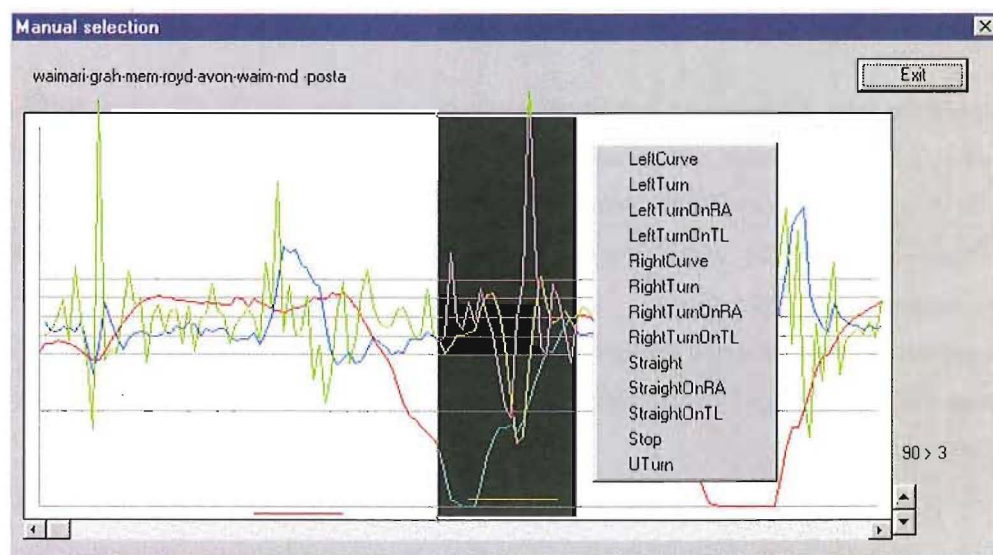 Manual selection
waimari-grah-mem-royd-avon-waim-md -posta
Exit
LeftCurve
LeftTurn
LeftTurnOnRA
LeftTurnOnTL
RightCurve
RightTurn
RightTurnOnRA
RightTurnOnTL
Straight
StraightOnRA
StraightOnTL
Stop
UTurn
90 > 3